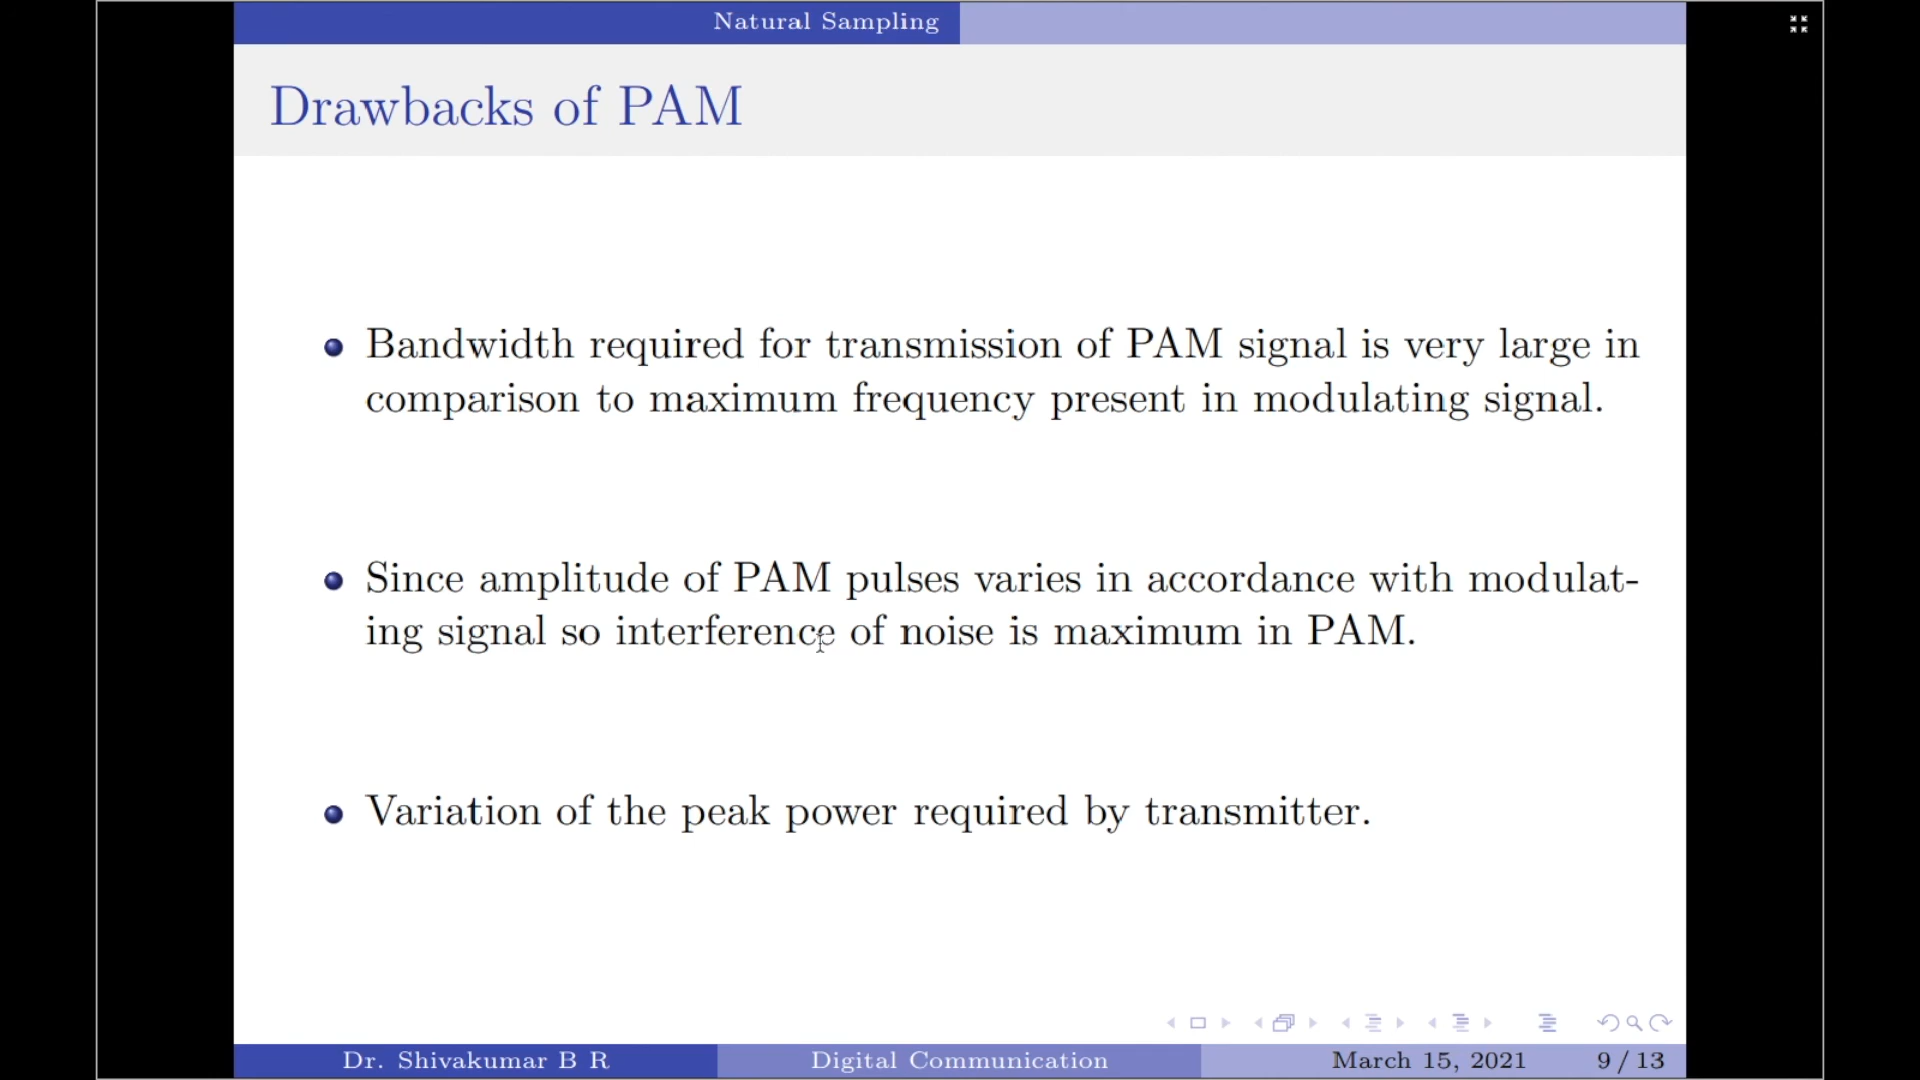 Natural Sampling
Drawbacks of PAM
Bandwidth required for transmission of PAM signal is very large in
comparison to maximum frequency present in modulating signal.
Since amplitude of PAM pulses varies in accordance with modulat-
ing signal so interference of noise is maximum in PAM.
Variation of the peak power required by transmitter.
Dr. Shivakumar B R
Digital Communication
March 15, 2021
9 / 13